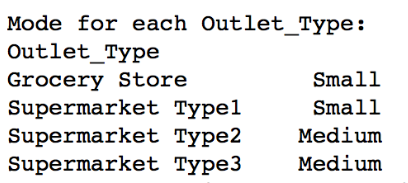 Mode for each Outlet_Type:
Outlet_Type
Grocery Store Small
Supermarket Type1 Small
Supermarket Type2 Medium
Supermarket Type3 Medium